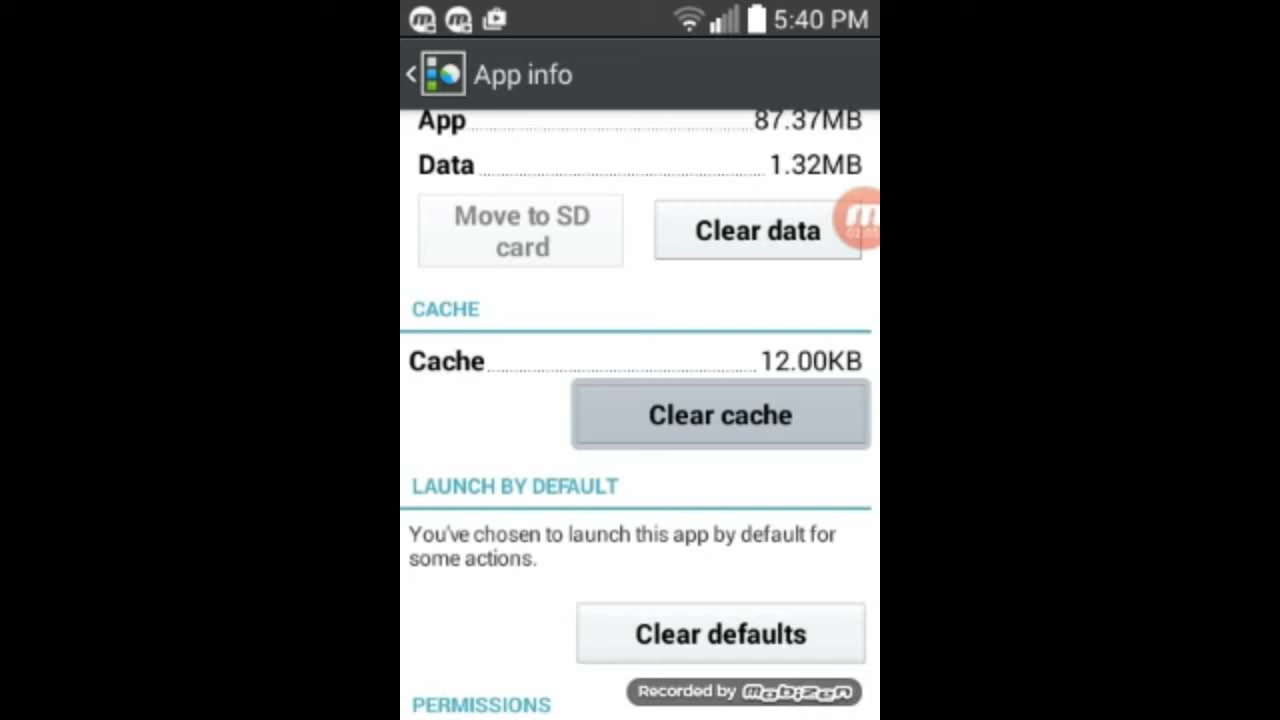 5:40 PM
App info
App 87.37MB
Data 1.32MB
Move to SD
card
Clear data
CACHE
Cache 12.00KB
Clear cache
LAUNCH BY DEFAULT
You've chosen to launch this app by default for
some actions.
Clear defaults
Recorded by mobizen
PERMISSIONS